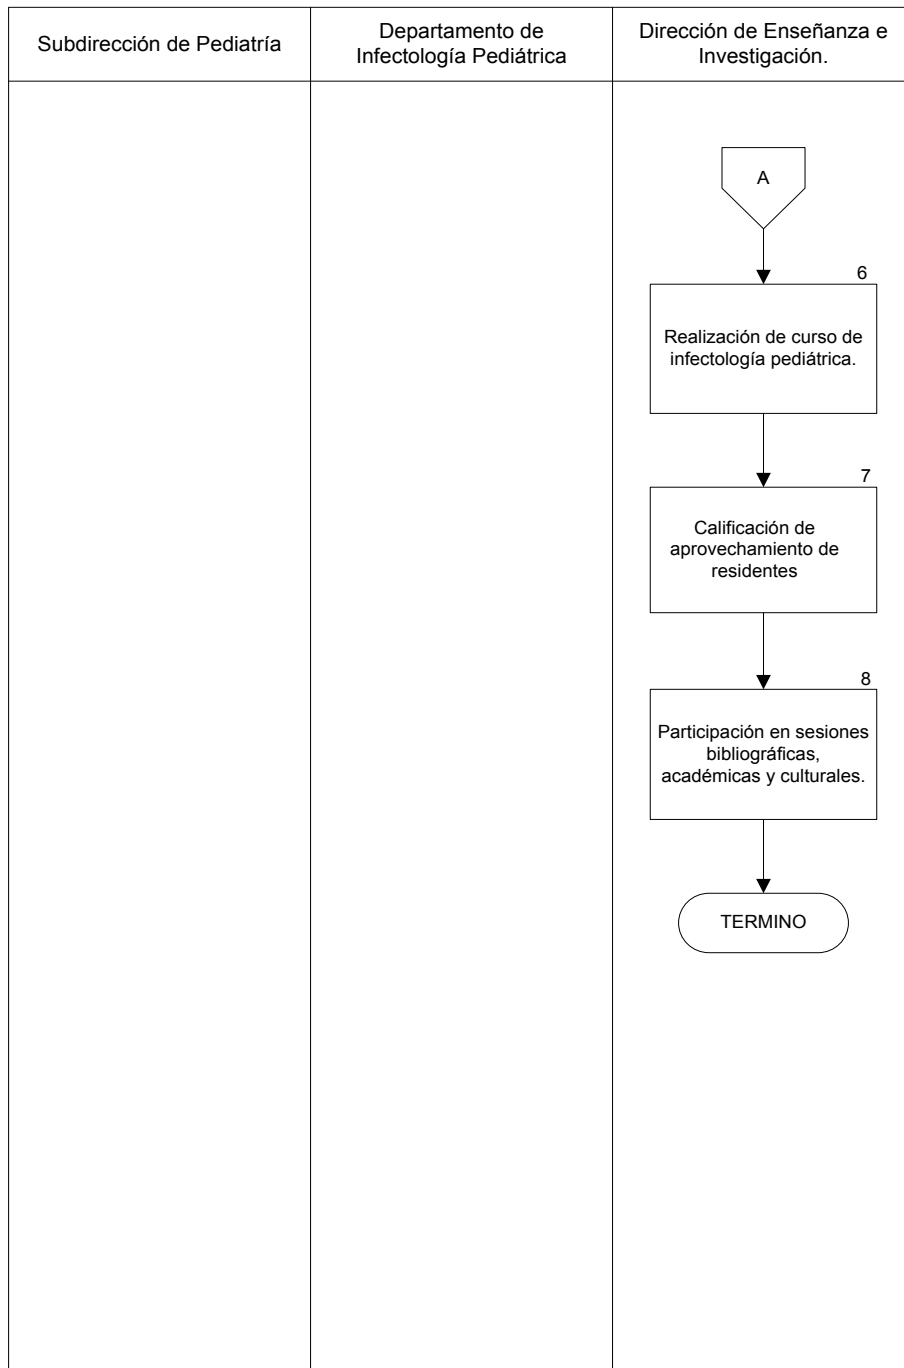 Subdirección de Pediatría
Departamento de
Infectología Pediátrica
Dirección de Enseñanza e
Investigación.
A
6
Realización de curso de
infectología pediátrica.
7
Calificación de
aprovechamiento de
residentes
8
Participación en sesiones
bibliográficas,
académicas y culturales.
TERMINO